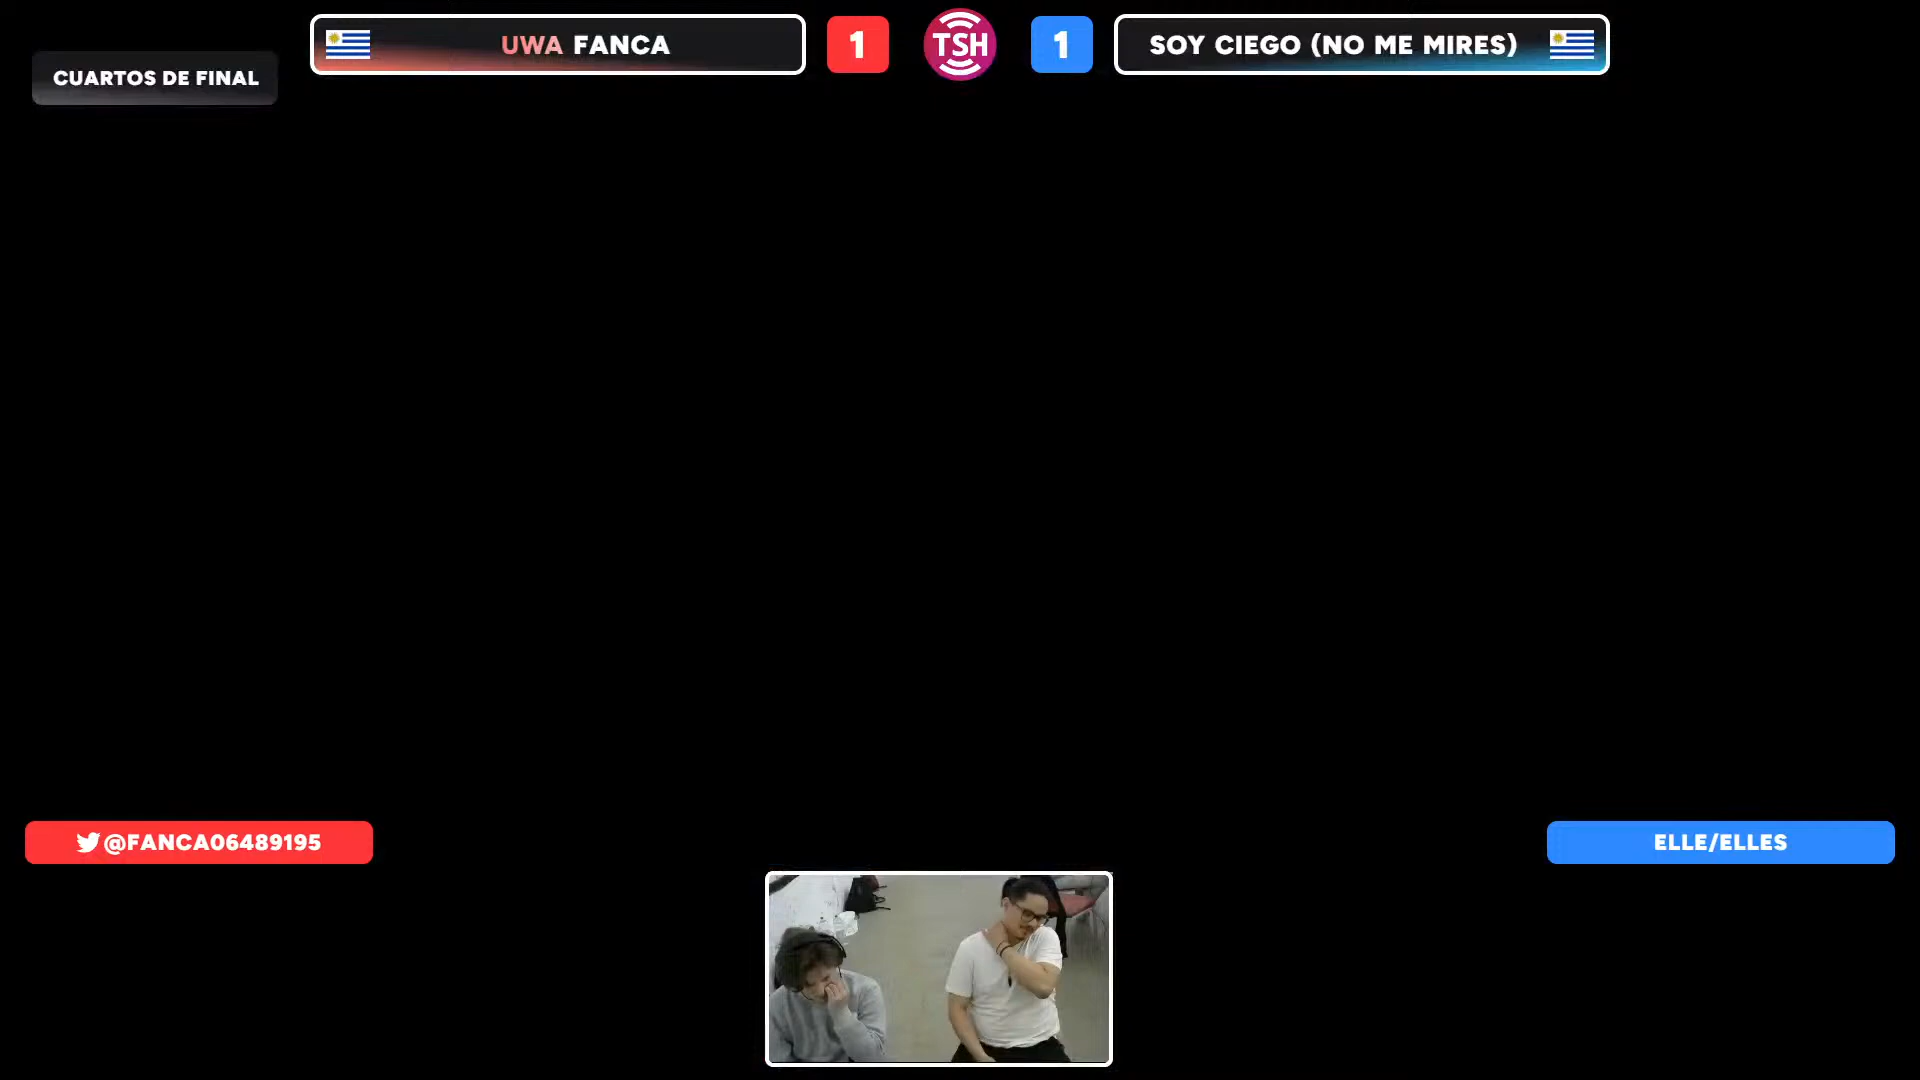 CUARTOS DE FINAL
UWA FANCA
1
TSH
1
SOY CIEGO (NO ME MIRES)
@FANCA06489195
ELLE/ELLES